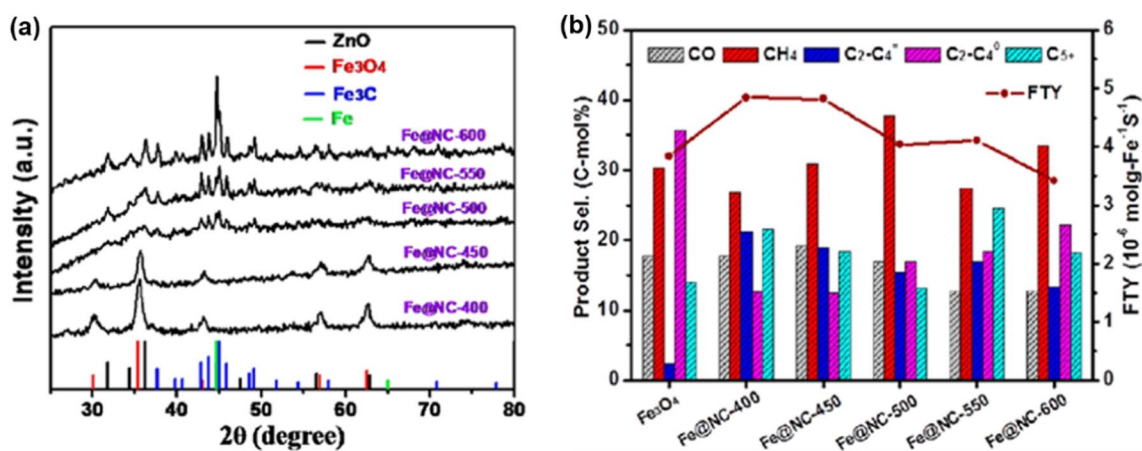 (a)
ZnO
Fe₃O₄
Fe₃C
Fe
Fe@NC-600
Fe@NC-550
Fe@NC-500
Fe@NC-450
Fe@NC-400
Intensity (a.u.)
30 40 50 60 70 80
2θ (degree)
(b)
CO CH₄ C₂-C₄⁼ C₂-C₄⁰ C₅₊
FTY
50
40
30
20
10
0
Product Sel. (C-mol%)
6
5
4
3
2
1
0
FTY (10⁻⁶ molg-Fe⁻¹S⁻¹)
Fe₃O₄
Fe@NC-400
Fe@NC-450
Fe@NC-500
Fe@NC-550
Fe@NC-600